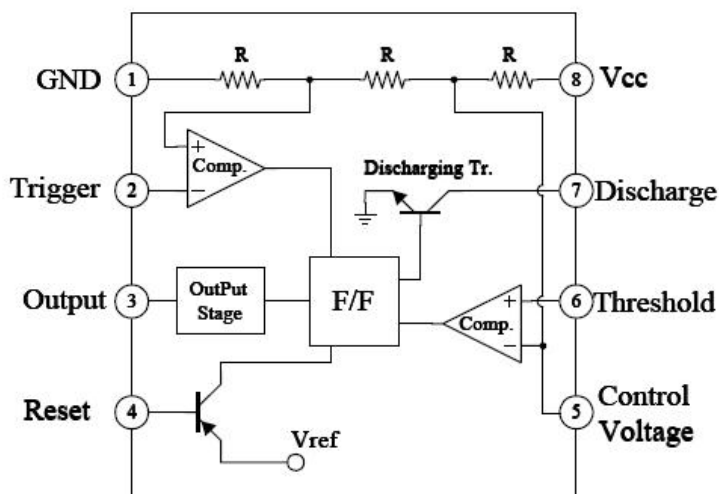 R R R
GND 1 8 Vcc
+
Comp.
−
Trigger 2
Discharging Tr.
7 Discharge
Output 3
OutPut
Stage
F/F
+
Comp.
−
6 Threshold
Reset 4
Vref
5 Control
Voltage